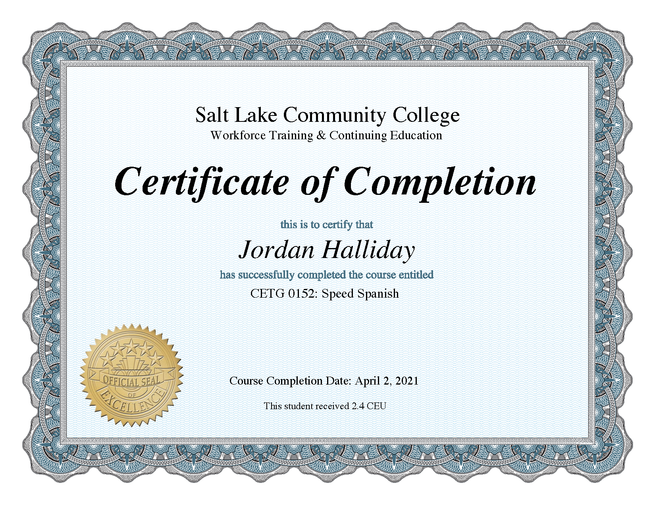 Salt Lake Community College
Workforce Training & Continuing Education
Certificate of Completion
this is to certify that
Jordan Halliday
has successfully completed the course entitled
CETG 0152: Speed Spanish
OFFICIAL SEAL
OF
EXCELLENCE
Course Completion Date: April 2, 2021
This student received 2.4 CEU